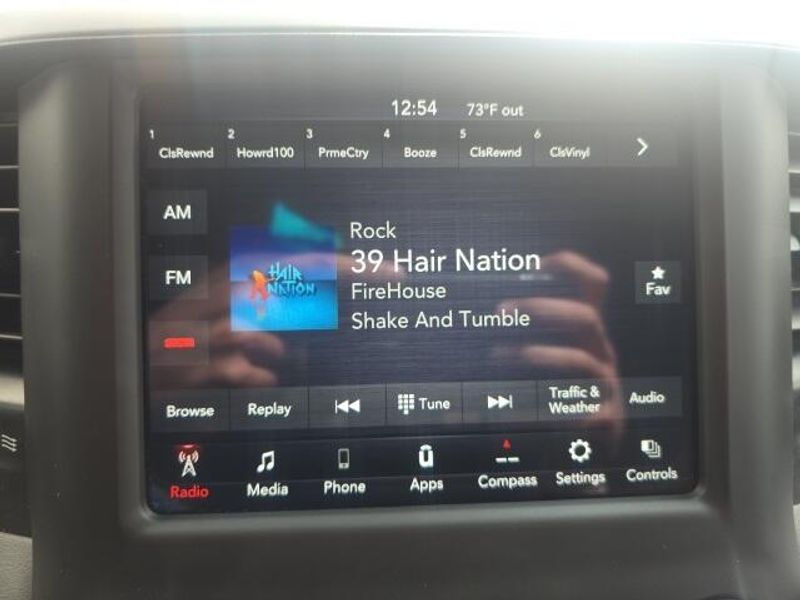 12:54 73°F out
1 ClsRewnd 2 Howrd100 3 PrmeCtry 4 Booze 5 ClsRewnd 6 ClsVinyl
AM
Rock
39 Hair Nation
FireHouse
Shake And Tumble
HAIR
NATION
FM
Fav
Browse Replay Tune Traffic & Weather Audio
Radio Media Phone Apps Compass Settings Controls